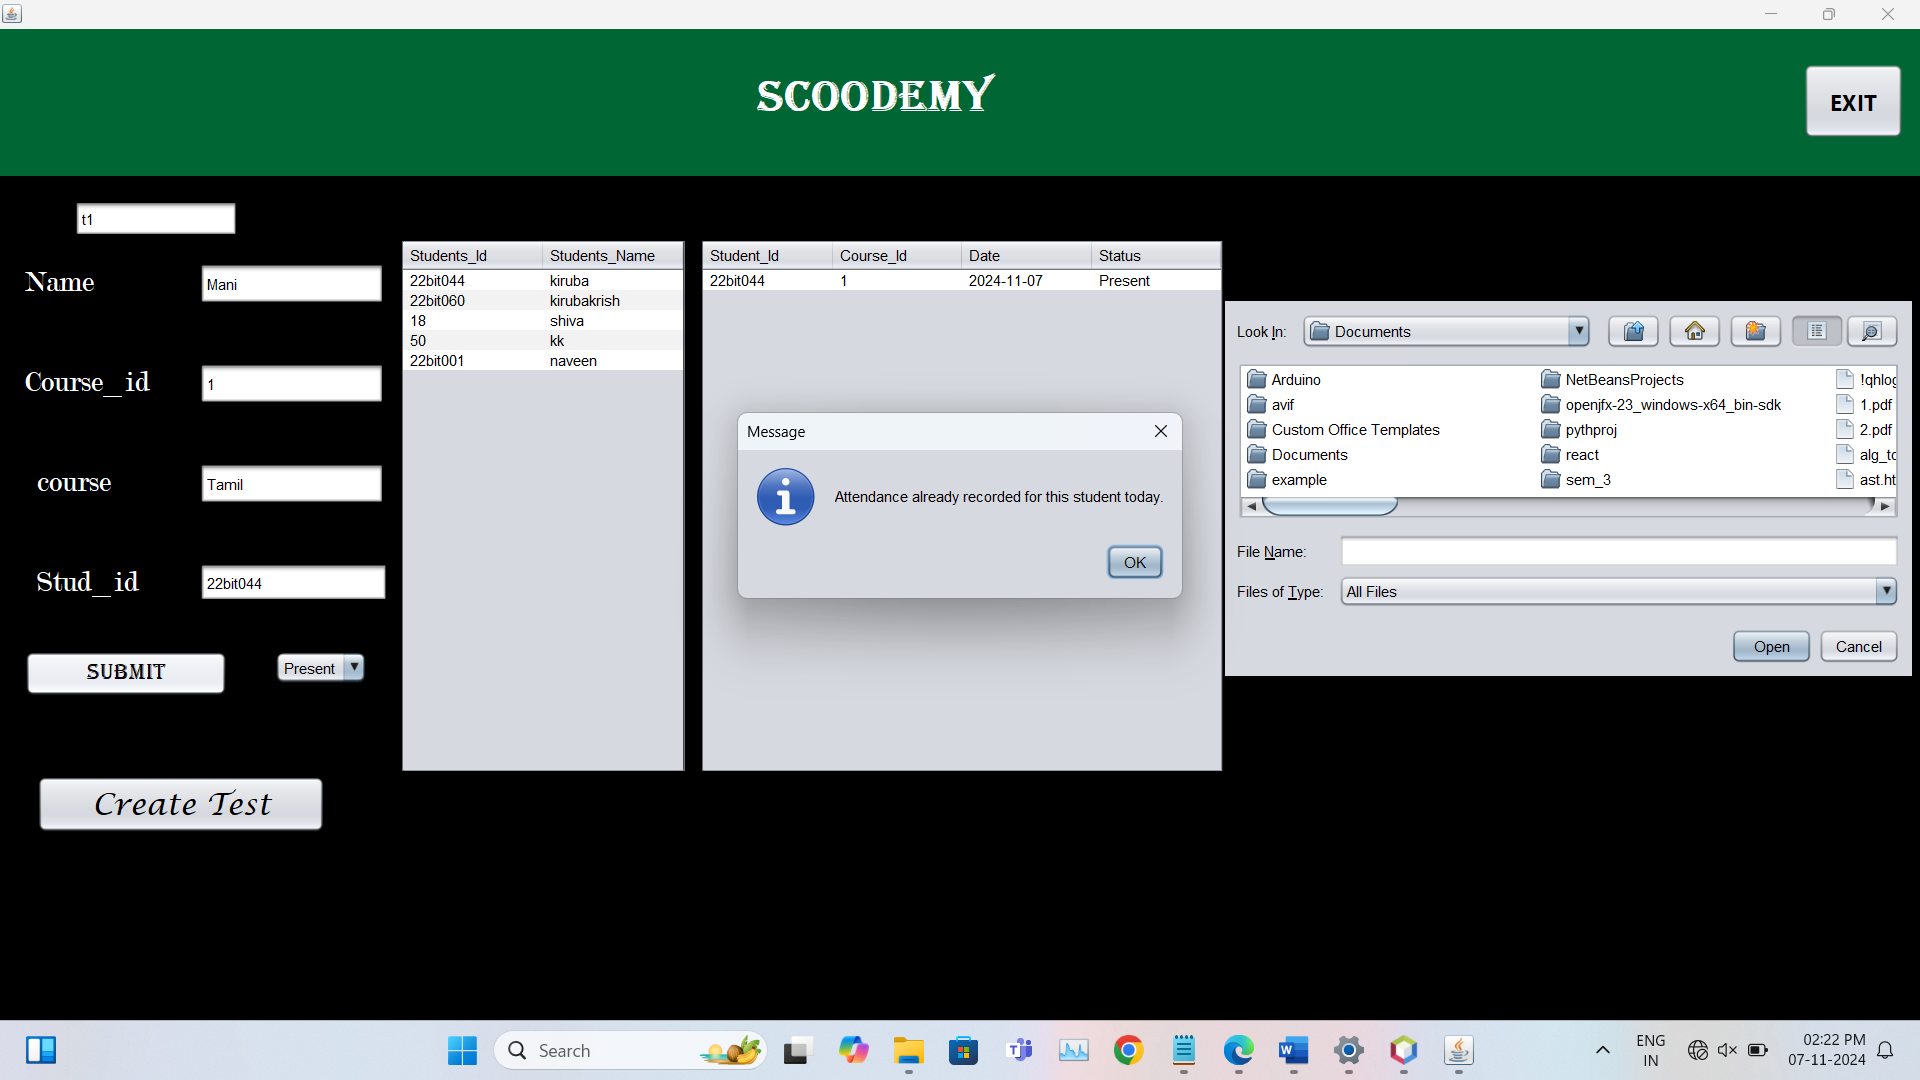 SCOODEMY
EXIT
t1
Name
Mani
Course_id
1
course
Tamil
Stud_id
22bit044
SUBMIT
Present
Create Test
Students_Id Students_Name
22bit044 kiruba
22bit060 kirubakrish
18 shiva
50 kk
22bit001 naveen
Student_Id Course_Id Date Status
22bit044 1 2024-11-07 Present
Message
Attendance already recorded for this student today.
OK
Look In: Documents
Arduino
avif
Custom Office Templates
Documents
example
NetBeansProjects
openjfx-23_windows-x64_bin-sdk
pythproj
react
sem_3
!qhlog
1.pdf
2.pdf
alg_tc
ast.ht
File Name:
Files of Type: All Files
Open Cancel
Search
ENG
IN
02:22 PM
07-11-2024